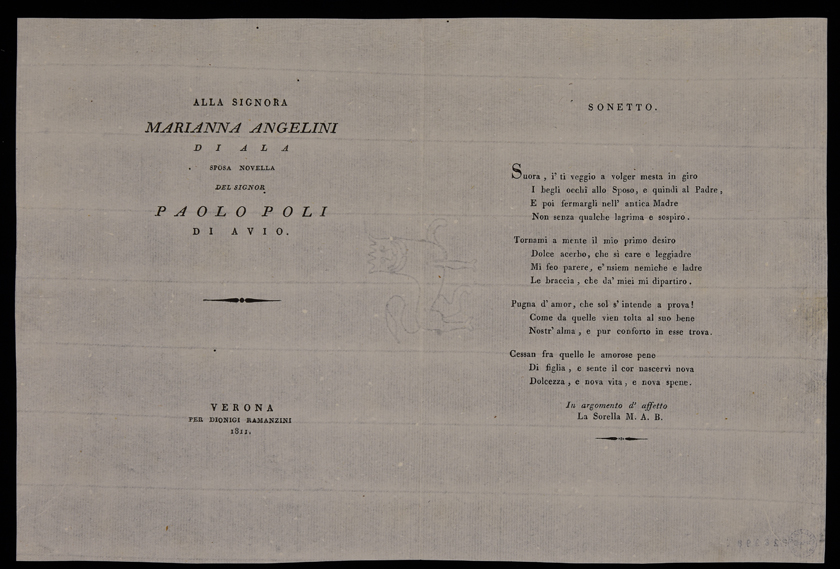 ALLA SIGNORA
MARIANNA ANGELINI
DI ALA
SPOSA NOVELLA
DEL SIGNOR
PAOLO POLI
DI AVIO.
VERONA
PER DIONIGI RAMANZINI
1811.
SONETTO.
Suora, i' ti veggio a volger mesta in giro
I begli occhi allo Sposo, e quindi al Padre,
E poi fermargli nell' antica Madre
Non senza qualche lagrima e sospiro.
Tornami a mente il mio primo desiro
Dolce acerbo, che sì care e leggiadre
Mi feo parere, e' nsiem nemiche e ladre
Le braccia, che da' miei mi dipartiro.
Pugna d' amor, che sol s' intende a prova!
Come da quelle vien tolta al suo bene
Nostr' alma, e pur conforto in esse trova.
Cessan fra quelle le amorose pene
Di figlia, e sente il cor nascervi nova
Dolcezza, e nova vita, e nova spene.
In argomento d' affetto
La Sorella M. A. B.